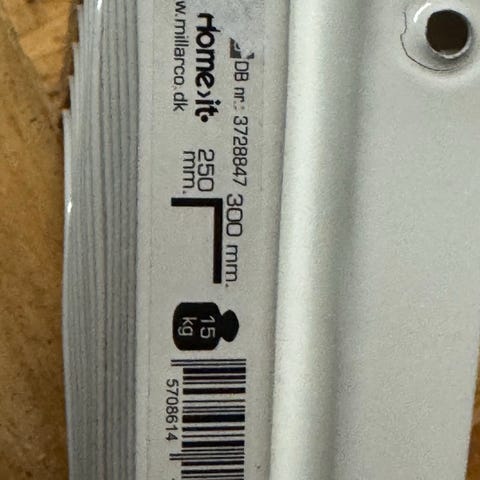 DB nr.: 3728847
Home>it
w.millarco.dk
300 mm.
250
mm.
15
kg
5708614